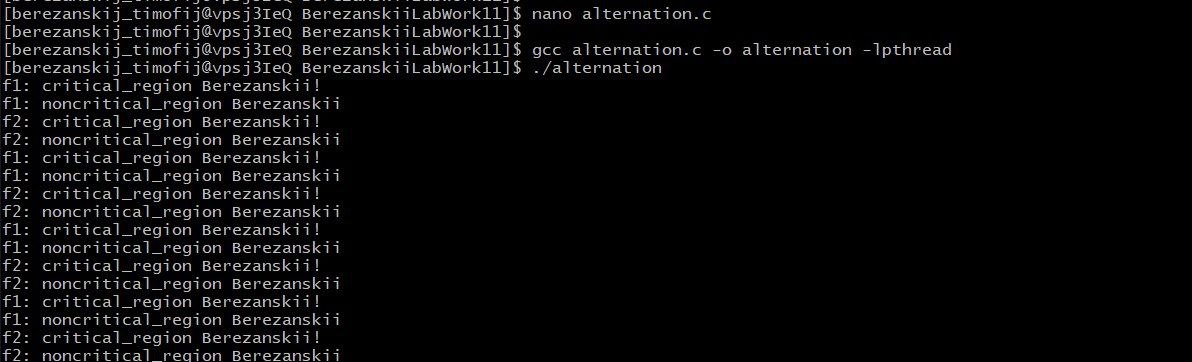 [berezanskij_timofij@vpsj3IeQ BerezanskiiLabWork11]$ nano alternation.c
[berezanskij_timofij@vpsj3IeQ BerezanskiiLabWork11]$
[berezanskij_timofij@vpsj3IeQ BerezanskiiLabWork11]$ gcc alternation.c -o alternation -lpthread
[berezanskij_timofij@vpsj3IeQ BerezanskiiLabWork11]$ ./alternation
f1: critical_region Berezanskii!
f1: noncritical_region Berezanskii
f2: critical_region Berezanskii!
f2: noncritical_region Berezanskii
f1: critical_region Berezanskii!
f1: noncritical_region Berezanskii
f2: critical_region Berezanskii!
f2: noncritical_region Berezanskii
f1: critical_region Berezanskii!
f1: noncritical_region Berezanskii
f2: critical_region Berezanskii!
f2: noncritical_region Berezanskii
f1: critical_region Berezanskii!
f1: noncritical_region Berezanskii
f2: critical_region Berezanskii!
f2: noncritical_region Berezanskii